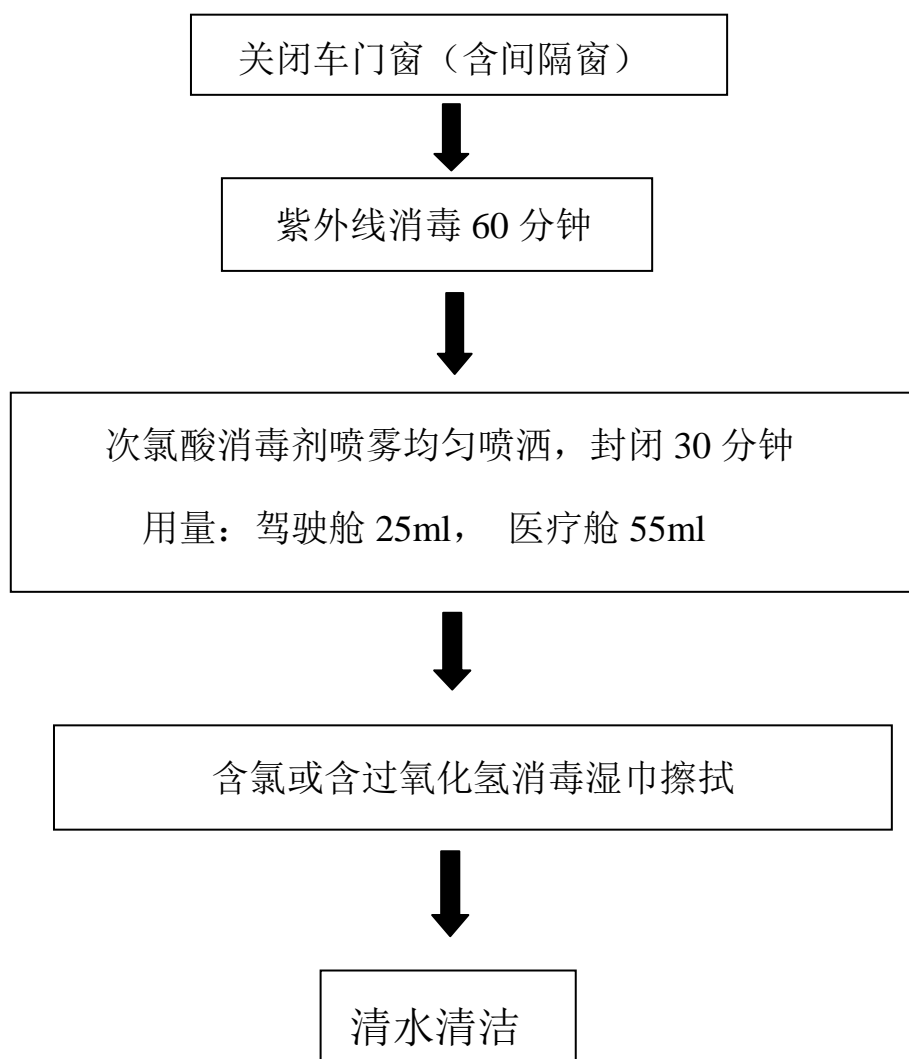 关闭车门窗（含间隔窗）
紫外线消毒 60 分钟
次氯酸消毒剂喷雾均匀喷洒，封闭 30 分钟
用量：驾驶舱 25ml， 医疗舱 55ml
含氯或含过氧化氢消毒湿巾擦拭
清水清洁